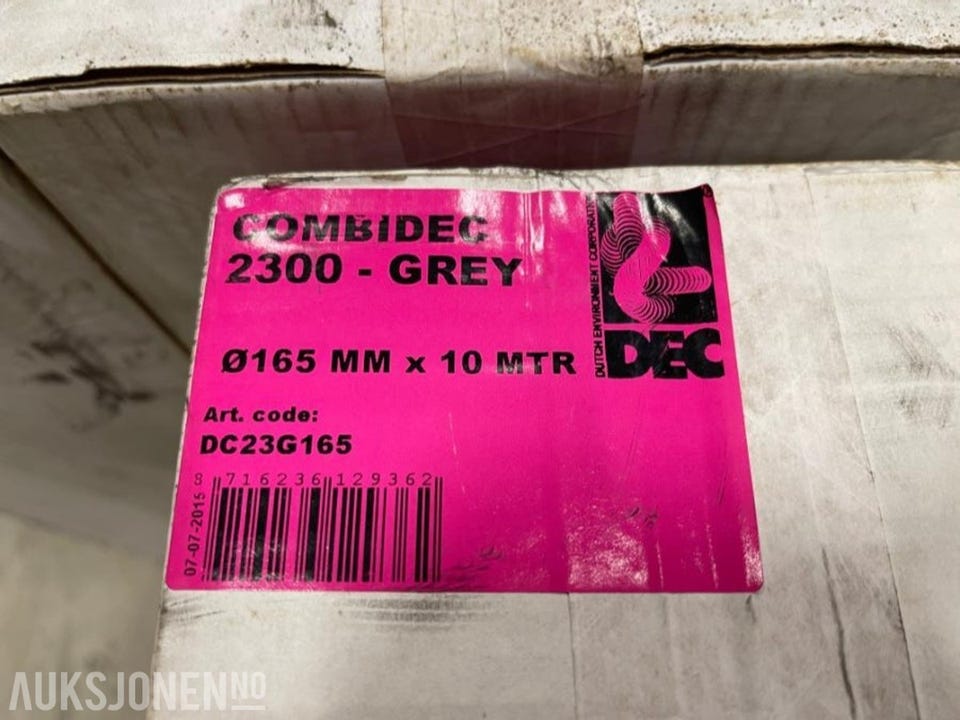 COMBIDEC
2300 - GREY
Ø165 MM x 10 MTR
Art. code:
DC23G165
8 716236 129362
07-07-2015
DUTCH ENVIRONMENT CORPORATION
DEC
AUKSJONEN.NO